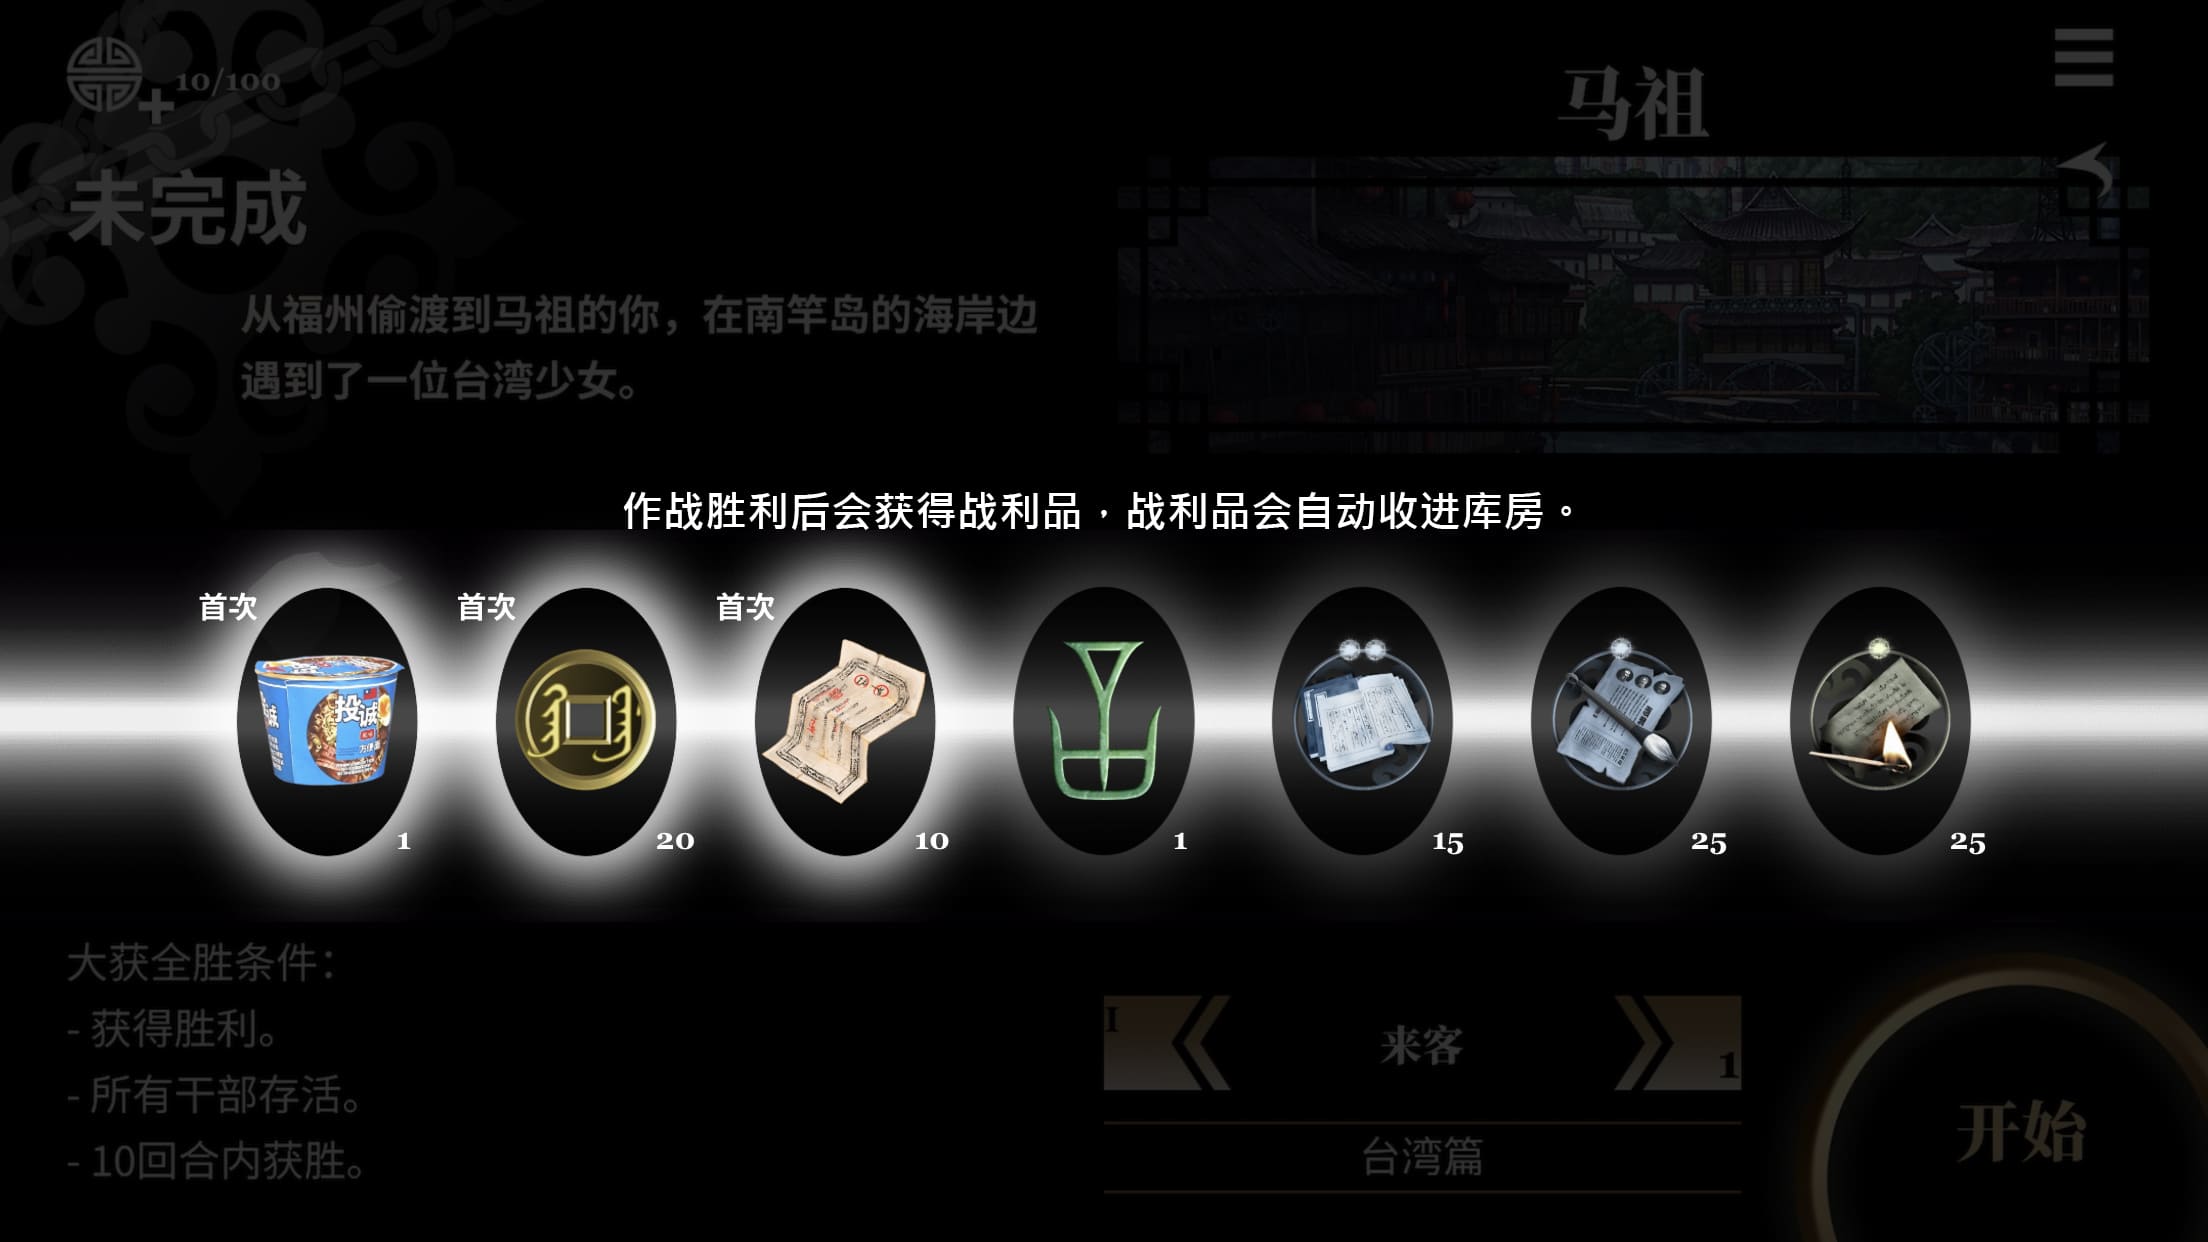 10/100
马祖
未完成
从福州偷渡到马祖的你，在南竿岛的海岸边
遇到了一位台湾少女。
作战胜利后会获得战利品，战利品会自动收进库房。
首次
首次
首次
投诚
方便面
1
20
10
1
15
25
25
大获全胜条件：
- 获得胜利。
- 所有干部存活。
- 10回合内获胜。
I
来客
1
台湾篇
开始